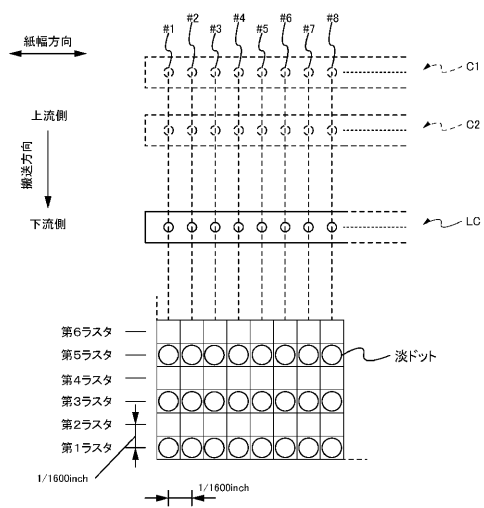 #1 #2 #3 #4 #5 #6 #7 #8
紙幅方向
C1
上流側
C2
搬送方向
下流側
LC
第6ラスタ
第5ラスタ
淡ドット
第4ラスタ
第3ラスタ
第2ラスタ
第1ラスタ
1/1600inch
1/1600inch